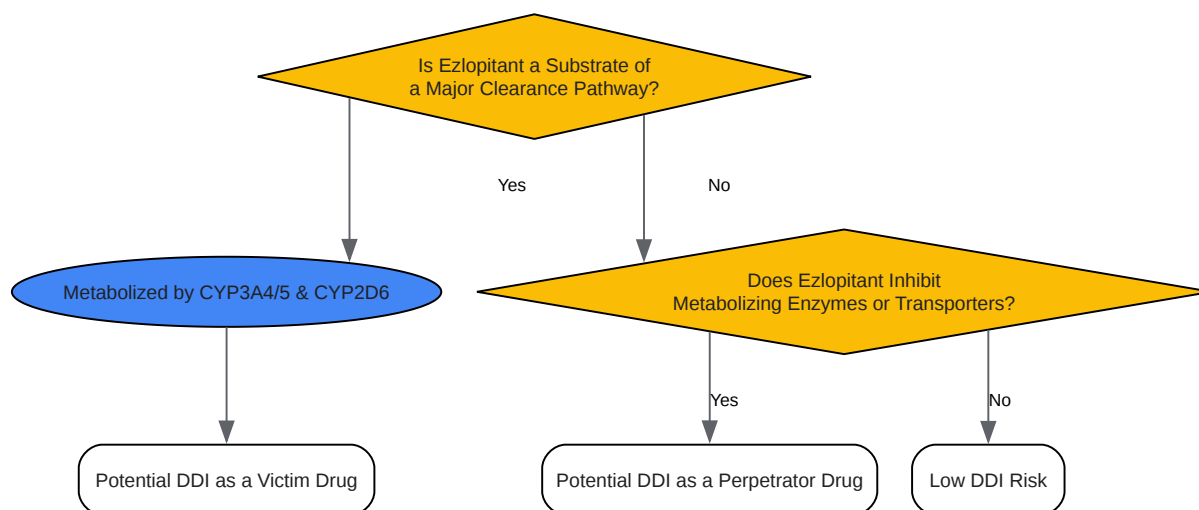 Is Ezlopitant a Substrate of
a Major Clearance Pathway?
Yes
No
Metabolized by CYP3A4/5 & CYP2D6
Does Ezlopitant Inhibit
Metabolizing Enzymes or Transporters?
Yes
No
Potential DDI as a Victim Drug
Potential DDI as a Perpetrator Drug
Low DDI Risk